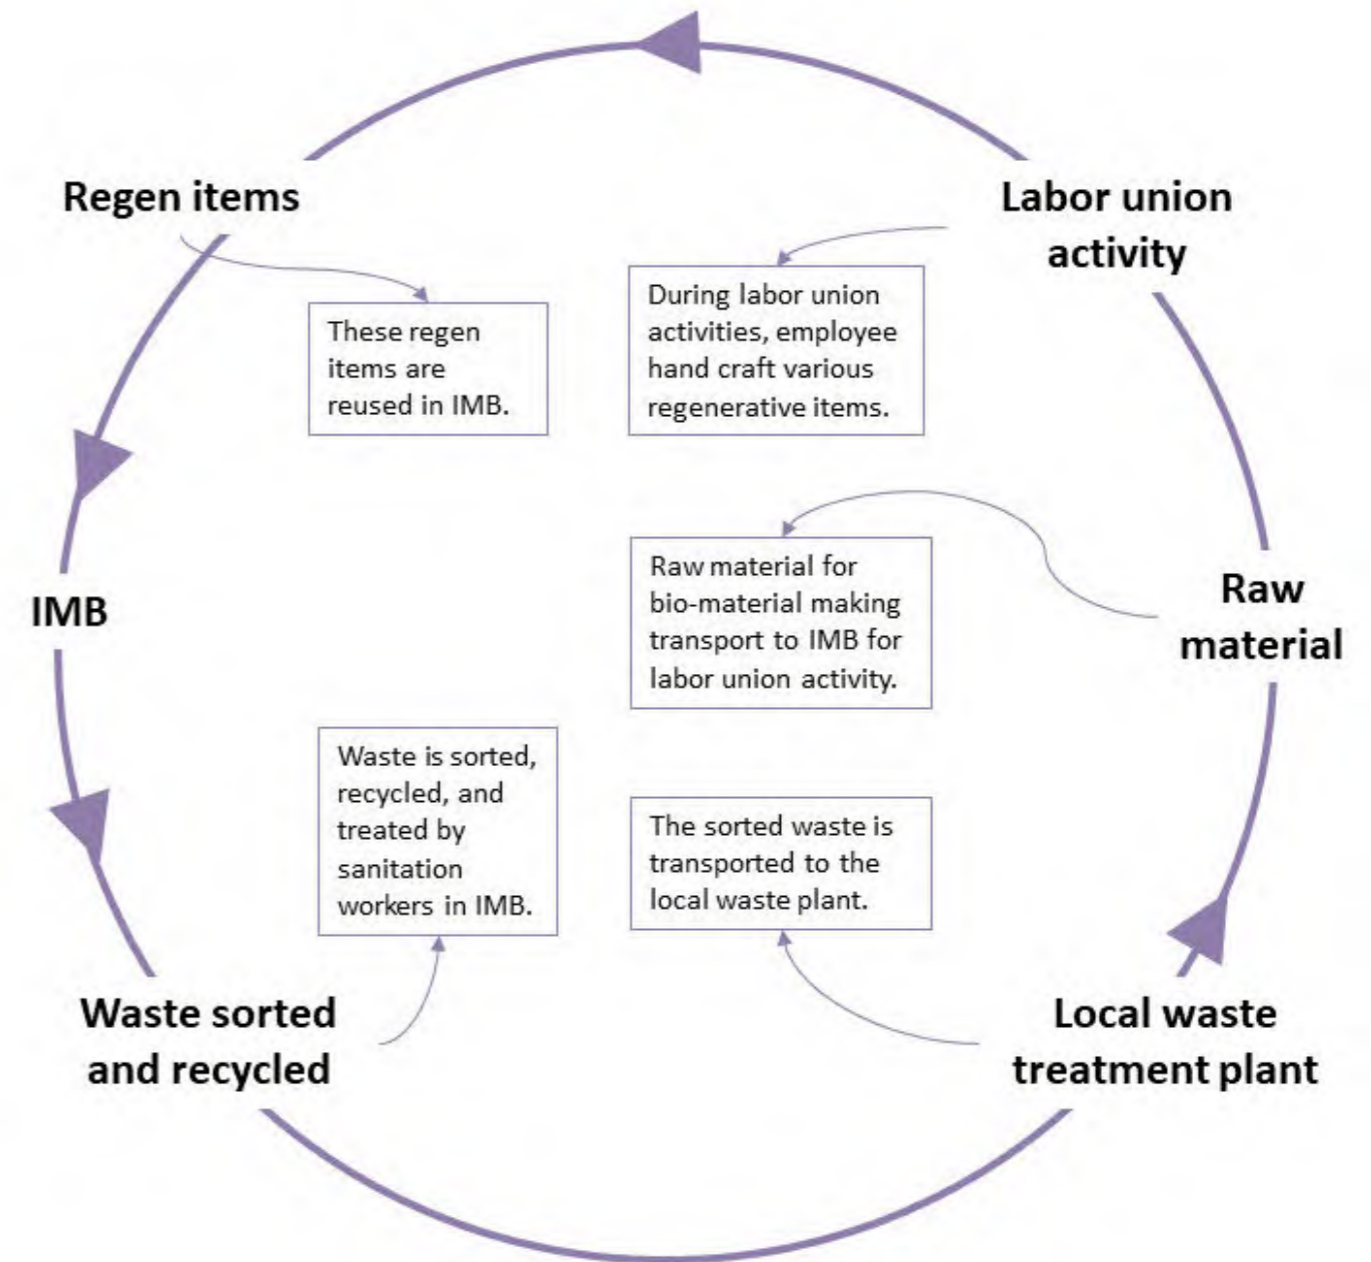 Regen items
Labor union
activity
These regen
items are
reused in IMB.
During labor union
activities, employee
hand craft various
regenerative items.
IMB
Raw material for
bio-material making
transport to IMB for
labor union activity.
Raw
material
Waste is sorted,
recycled, and
treated by
sanitation
workers in IMB.
The sorted waste is
transported to the
local waste plant.
Waste sorted
and recycled
Local waste
treatment plant